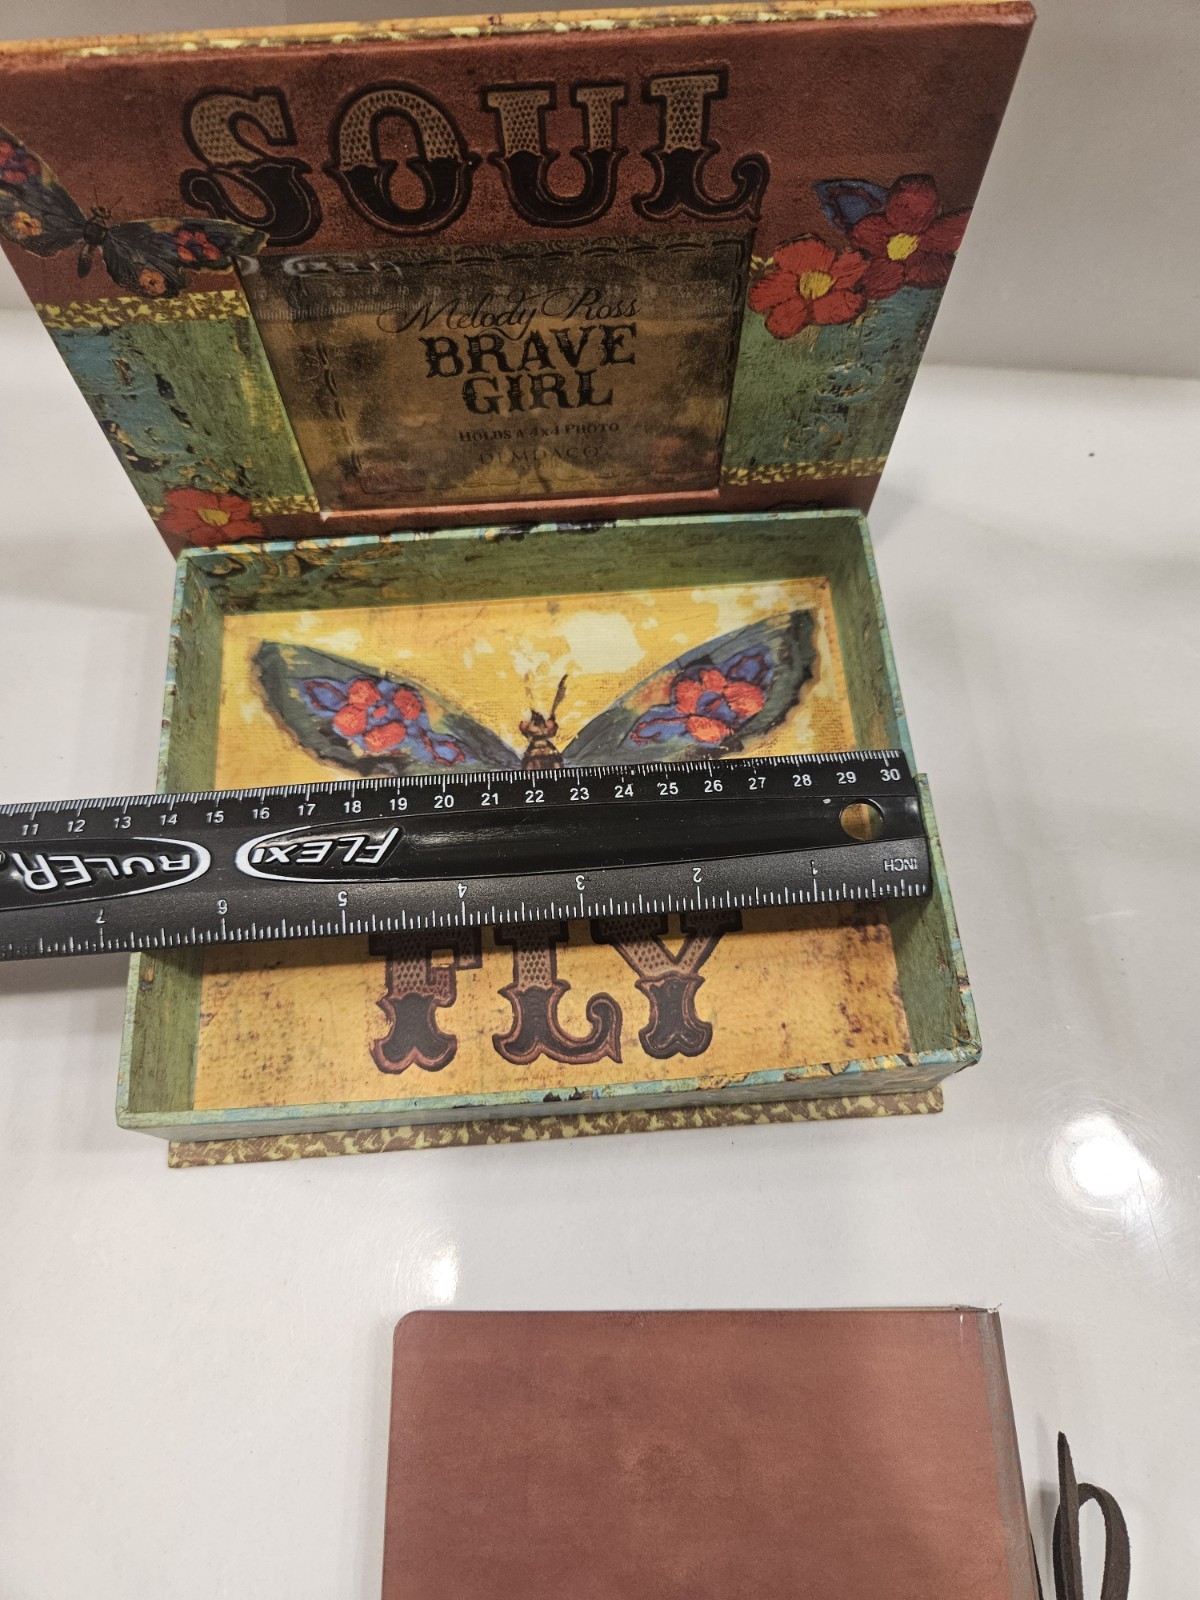 SOUL
Melody Ross
BRAVE
GIRL
HOLDS A 4X4 PHOTO
DEMDACO
11 12 13 14 15 16 17 18 19 20 21 22 23 24 25 26 27 28 29 30
RULER FLEXI
7 6 5 4 3 2 1 INCH
FLY